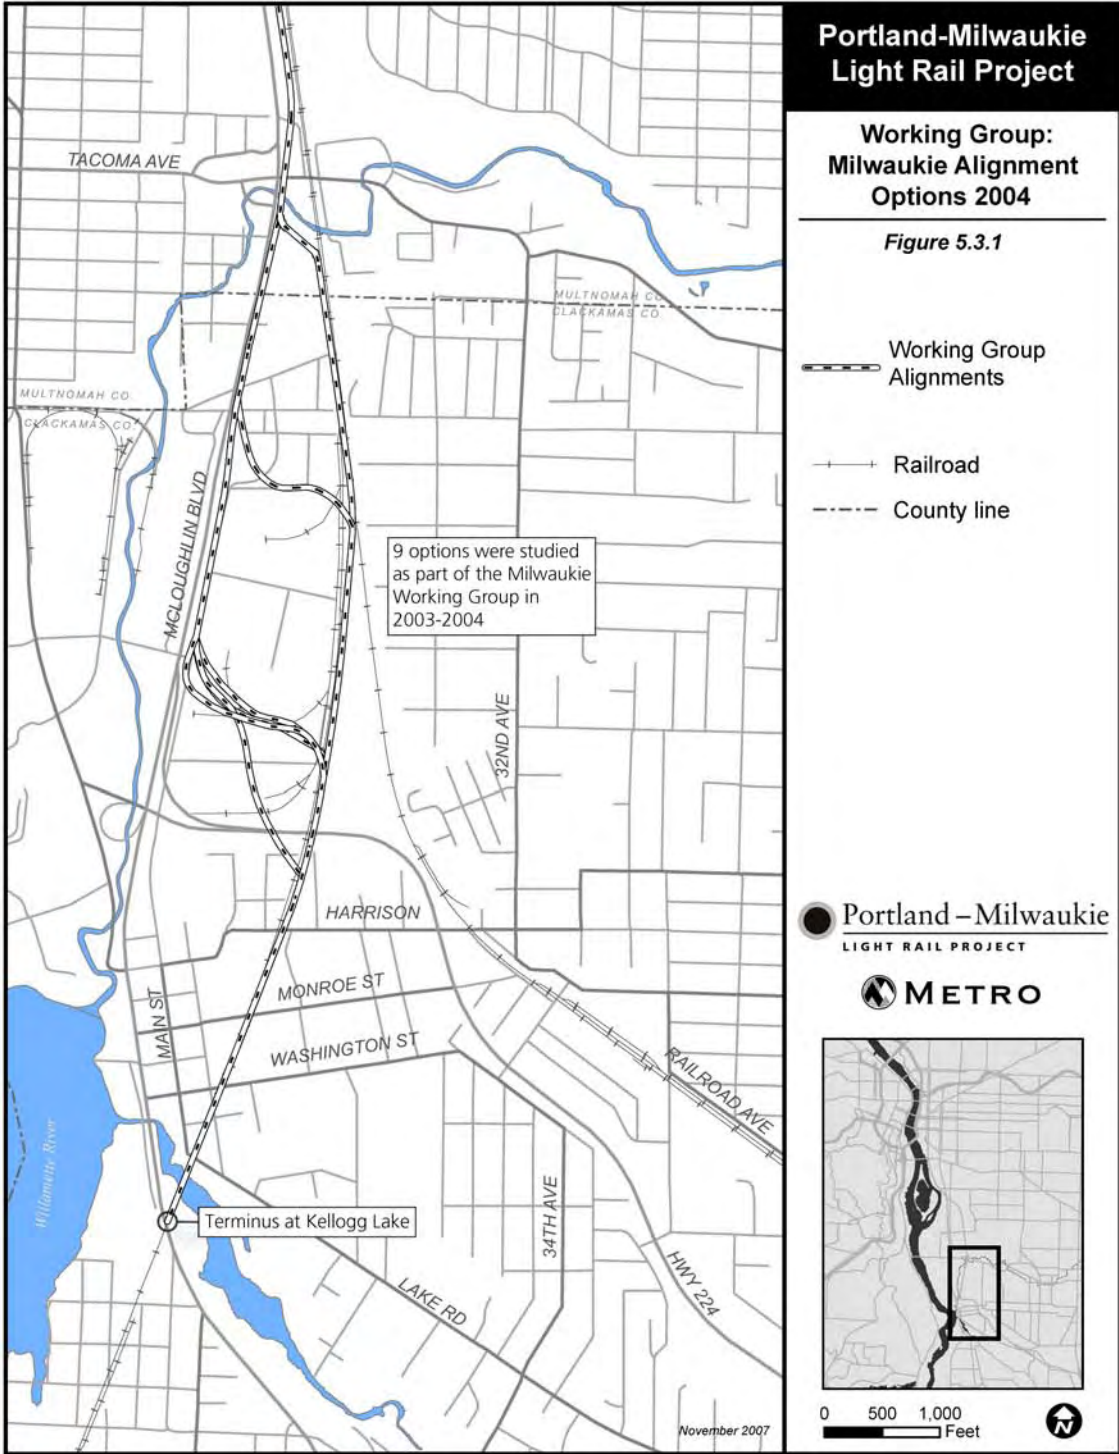 Portland-Milwaukie
Light Rail Project
Working Group:
Milwaukie Alignment
Options 2004
Figure 5.3.1
Working Group
Alignments
Railroad
County line
TACOMA AVE
MULTNOMAH CO.
CLACKAMAS CO.
MULTNOMAH CO.
CLACKAMAS CO.
MCLOUGHLIN BLVD
9 options were studied
as part of the Milwaukie
Working Group in
2003-2004
32ND AVE
HARRISON
MONROE ST
MAIN ST
WASHINGTON ST
RAILROAD AVE
Willamette River
Terminus at Kellogg Lake
34TH AVE
HWY 224
LAKE RD
November 2007
Portland – Milwaukie
LIGHT RAIL PROJECT
METRO
0 500 1,000
Feet
N